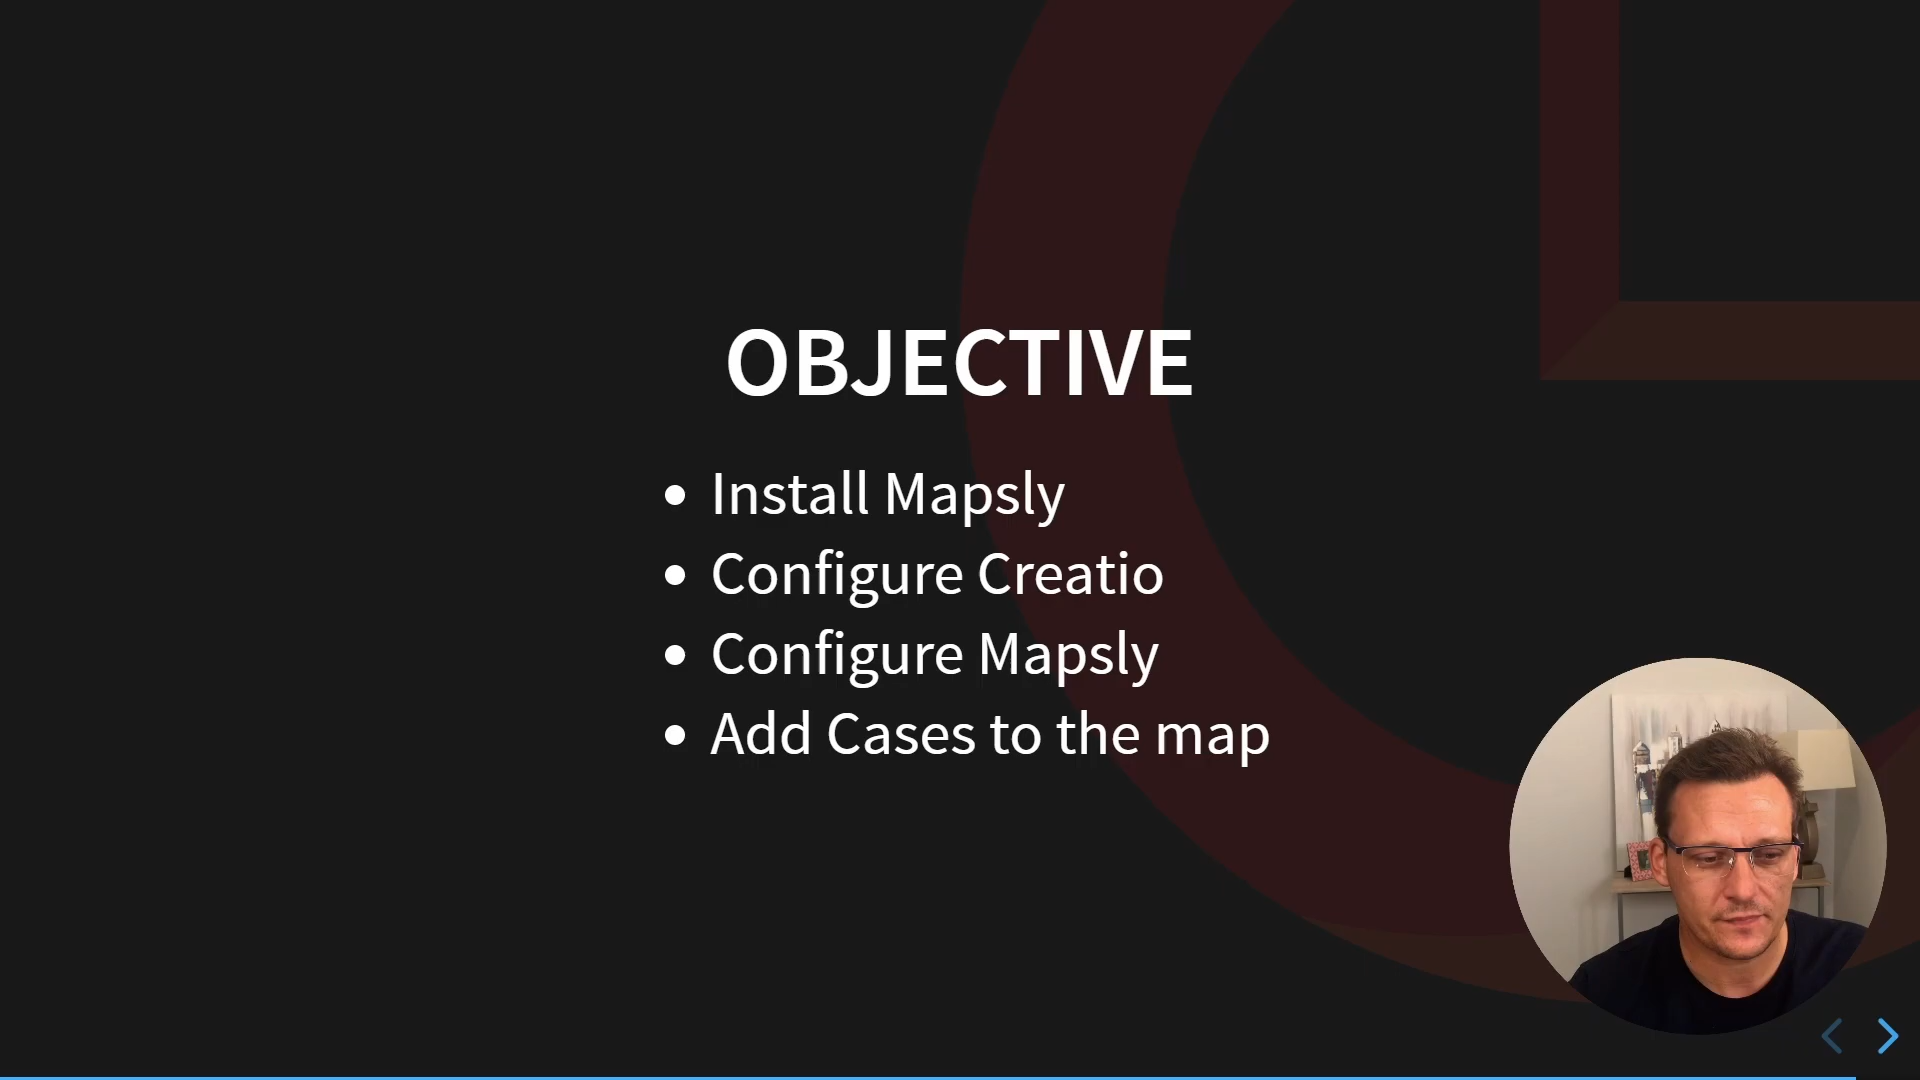 OBJECTIVE
Install Mapsly
Configure Creatio
Configure Mapsly
Add Cases to the map